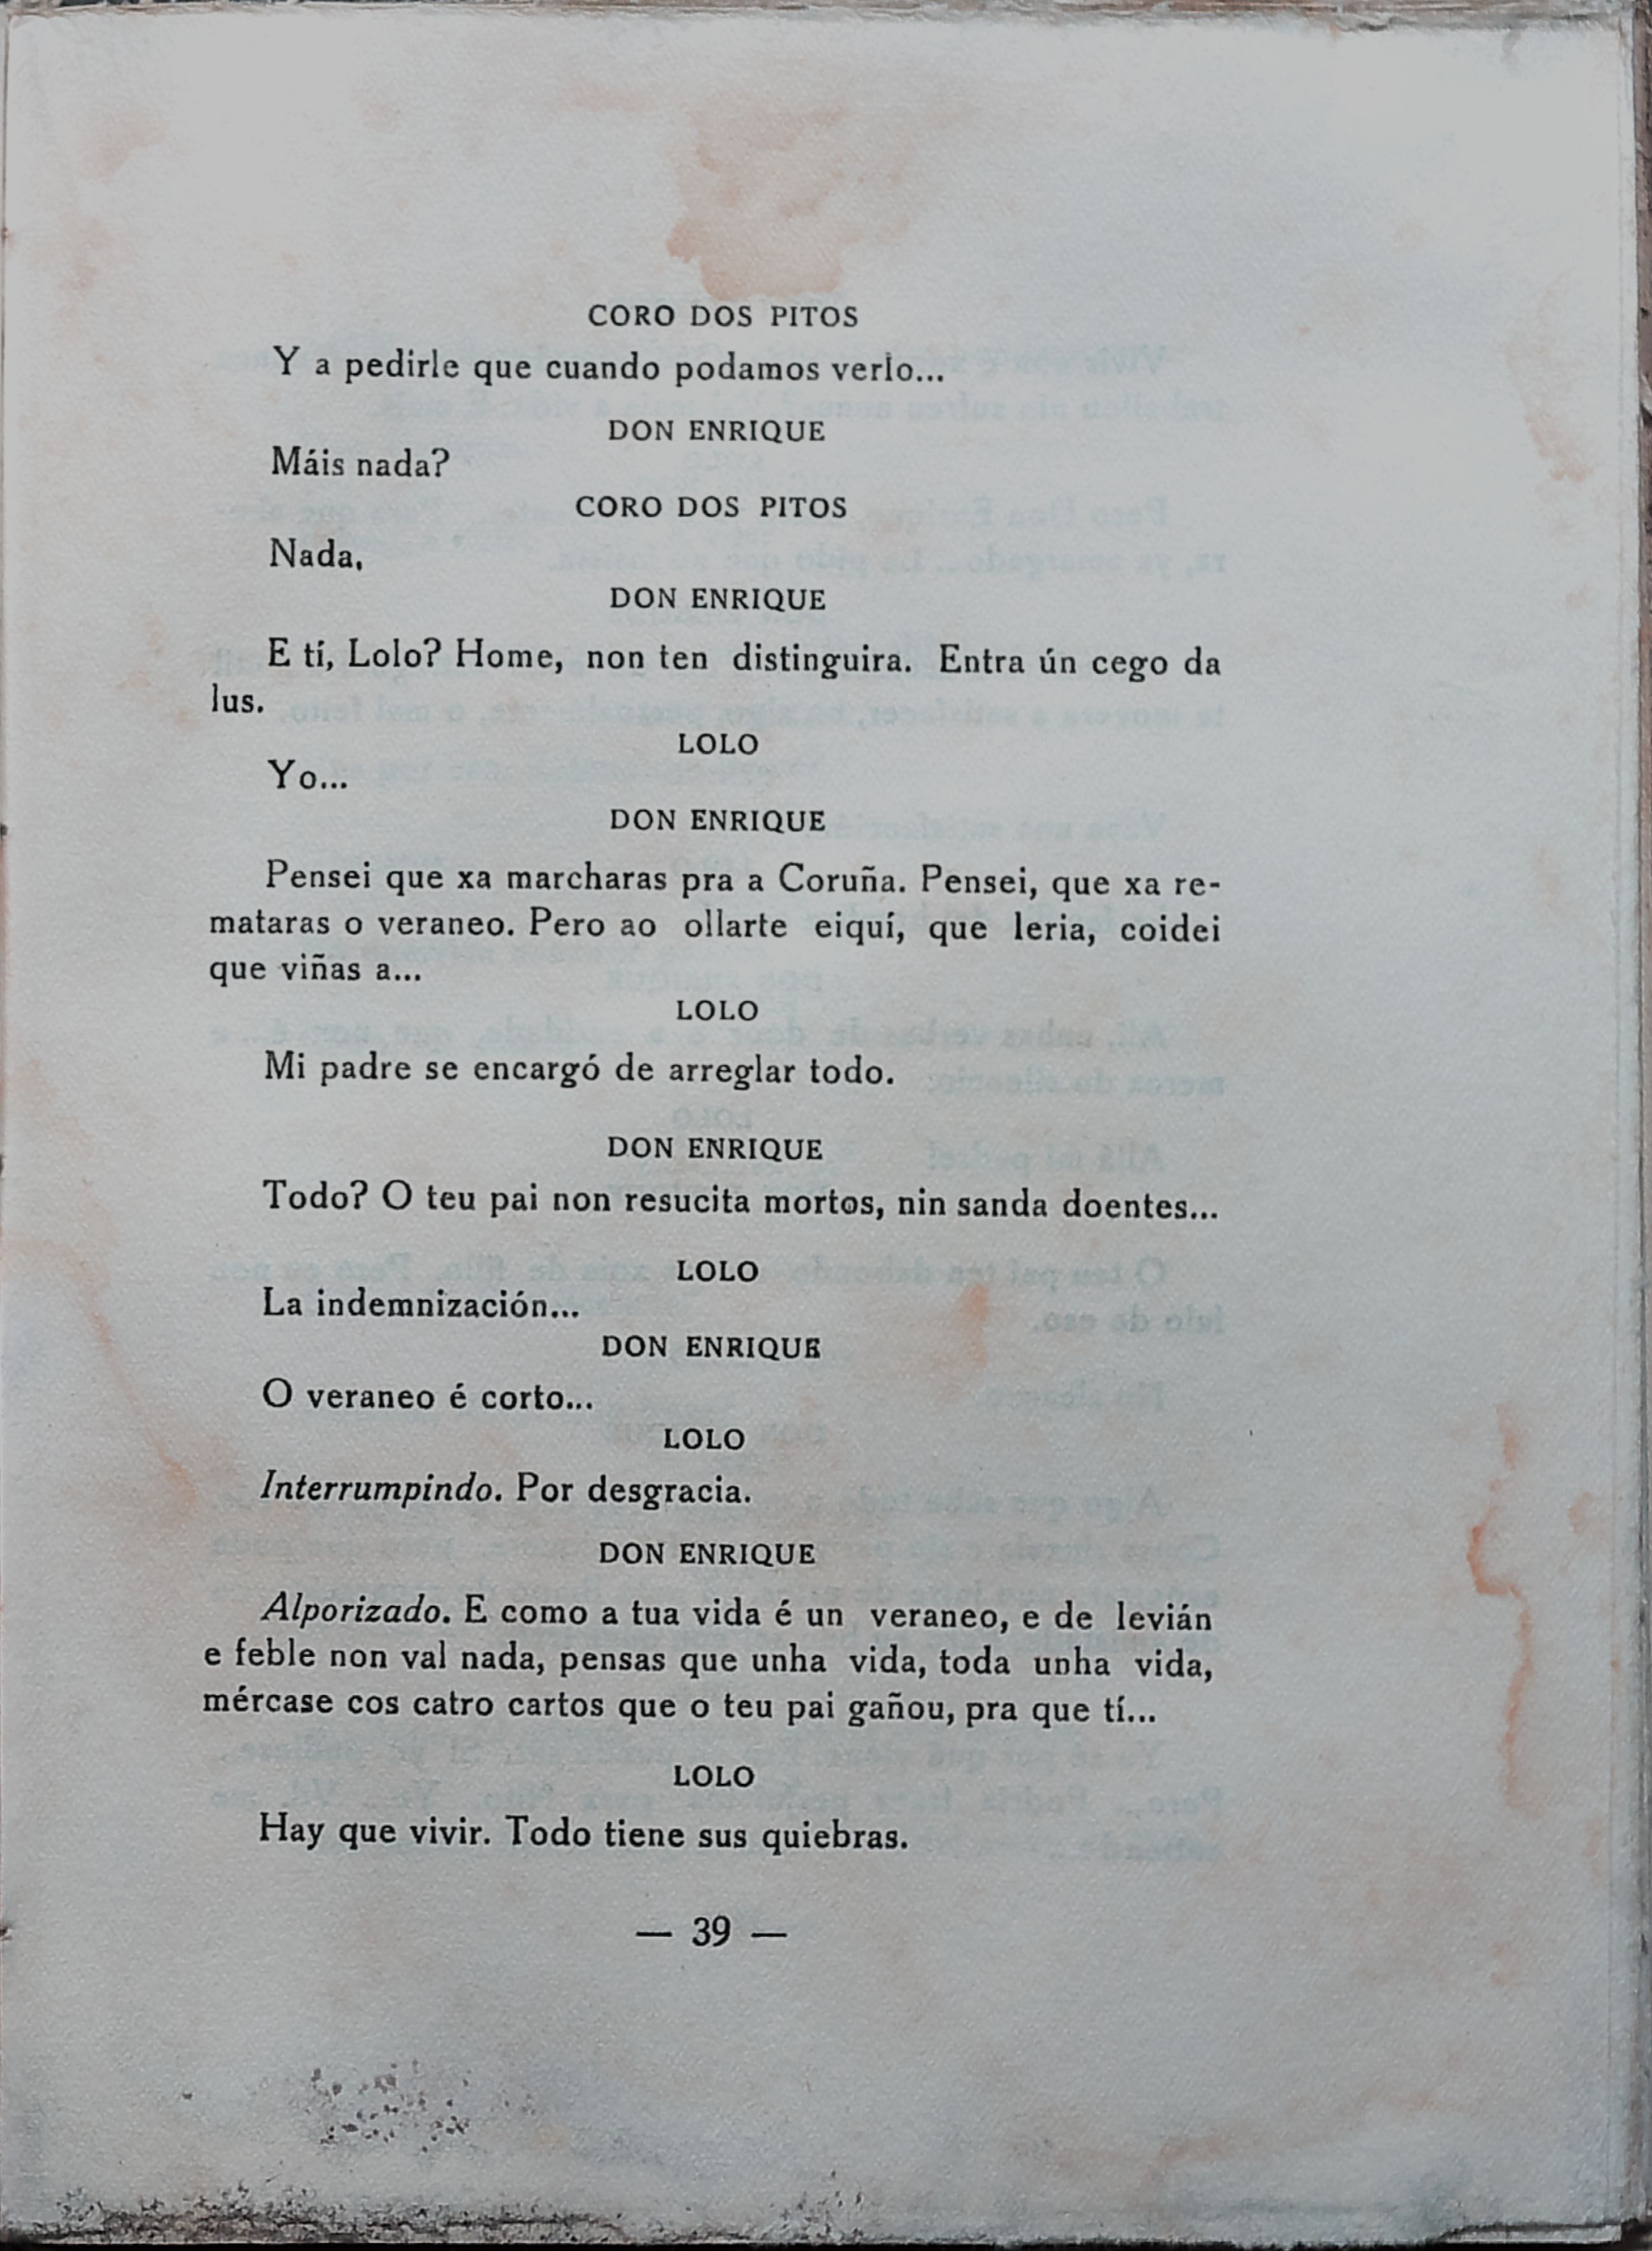 CORO DOS PITOS
Y a pedirle que cuando podamos verlo...
DON ENRIQUE
Máis nada?
CORO DOS PITOS
Nada,
DON ENRIQUE
E tí, Lolo? Home, non ten distinguira. Entra ún cego da
lus.
LOLO
Yo...
DON ENRIQUE
Pensei que xa marcharas pra a Coruña. Pensei, que xa re-
mataras o veraneo. Pero ao ollarte eiquí, que leria, coidei
que viñas a...
LOLO
Mi padre se encargó de arreglar todo.
DON ENRIQUE
Todo? O teu pai non resucita mortos, nin sanda doentes...
LOLO
La indemnización...
DON ENRIQUE
O veraneo é corto...
LOLO
Interrumpindo. Por desgracia.
DON ENRIQUE
Alporizado. E como a tua vida é un veraneo, e de levián
e feble non val nada, pensas que unha vida, toda unha vida,
mércase cos catro cartos que o teu pai gañou, pra que tí...
LOLO
Hay que vivir. Todo tiene sus quiebras.
— 39 —